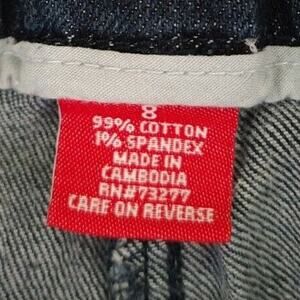 8
99% COTTON
1% SPANDEX
MADE IN
CAMBODIA
RN#73277
CARE ON REVERSE